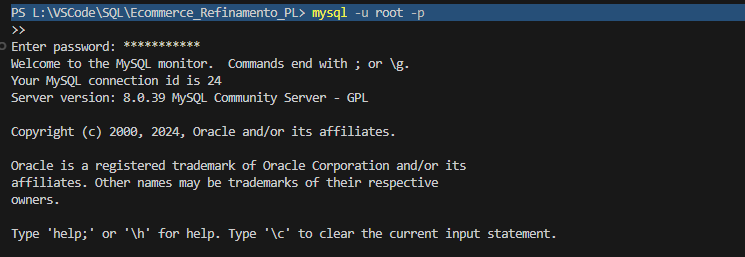 PS L:\VSCode\SQL\Ecommerce_Refinamento_PL> mysql -u root -p
>>
Enter password: ***********
Welcome to the MySQL monitor.  Commands end with ; or \g.
Your MySQL connection id is 24
Server version: 8.0.39 MySQL Community Server - GPL
Copyright (c) 2000, 2024, Oracle and/or its affiliates.
Oracle is a registered trademark of Oracle Corporation and/or its
affiliates. Other names may be trademarks of their respective
owners.
Type 'help;' or '\h' for help. Type '\c' to clear the current input statement.